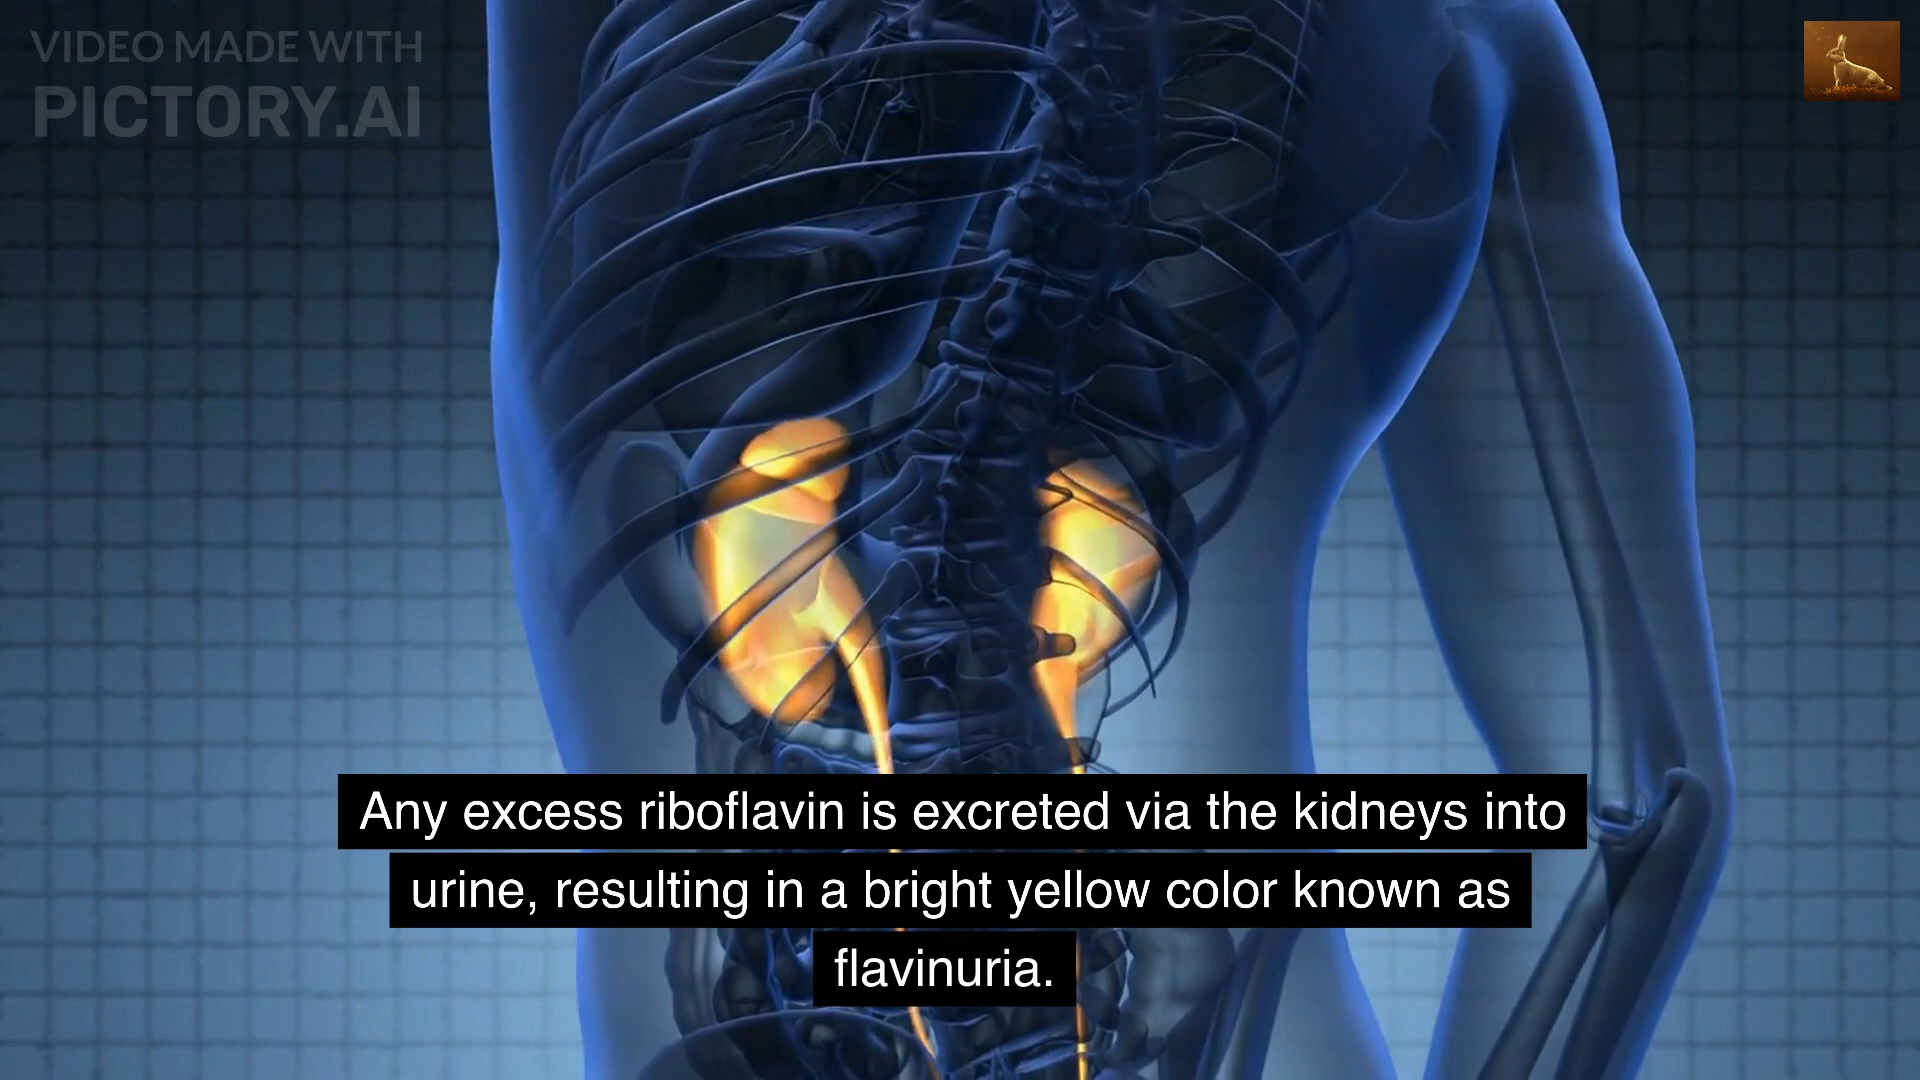 VIDEO MADE WITH
PICTORY.AI
Any excess riboflavin is excreted via the kidneys into
urine, resulting in a bright yellow color known as
flavinuria.